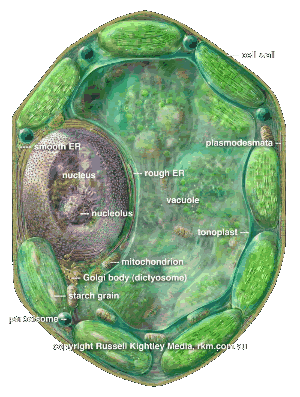 cell wall
plasmodesmata
smooth ER
nucleus
rough ER
vacuole
nucleolus
tonoplast
mitochondrion
Golgi body (dictyosome)
starch grain
peroxisome
copyright Russell Kightley Media, rkm.com.au